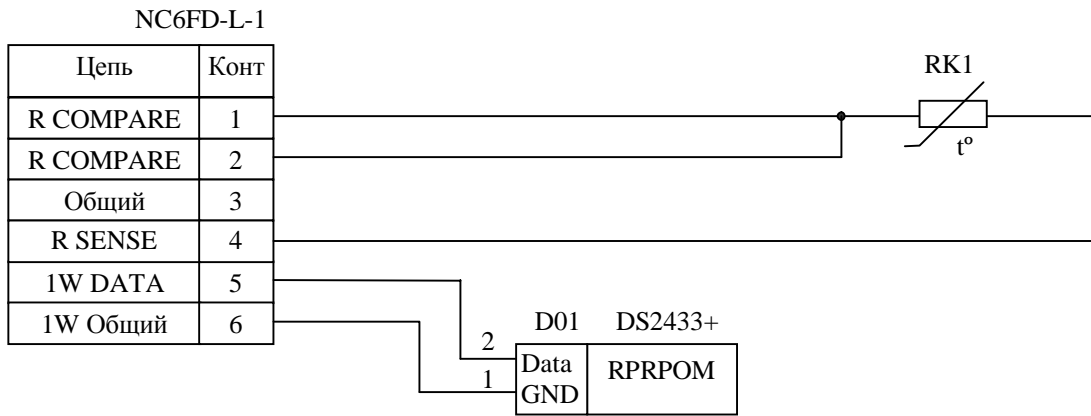 NC6FD-L-1
Цепь Конт
R COMPARE 1
R COMPARE 2
Общий 3
R SENSE 4
1W DATA 5
1W Общий 6
RK1
tº
D01 DS2433+
2 Data RPRPOM
1 GND